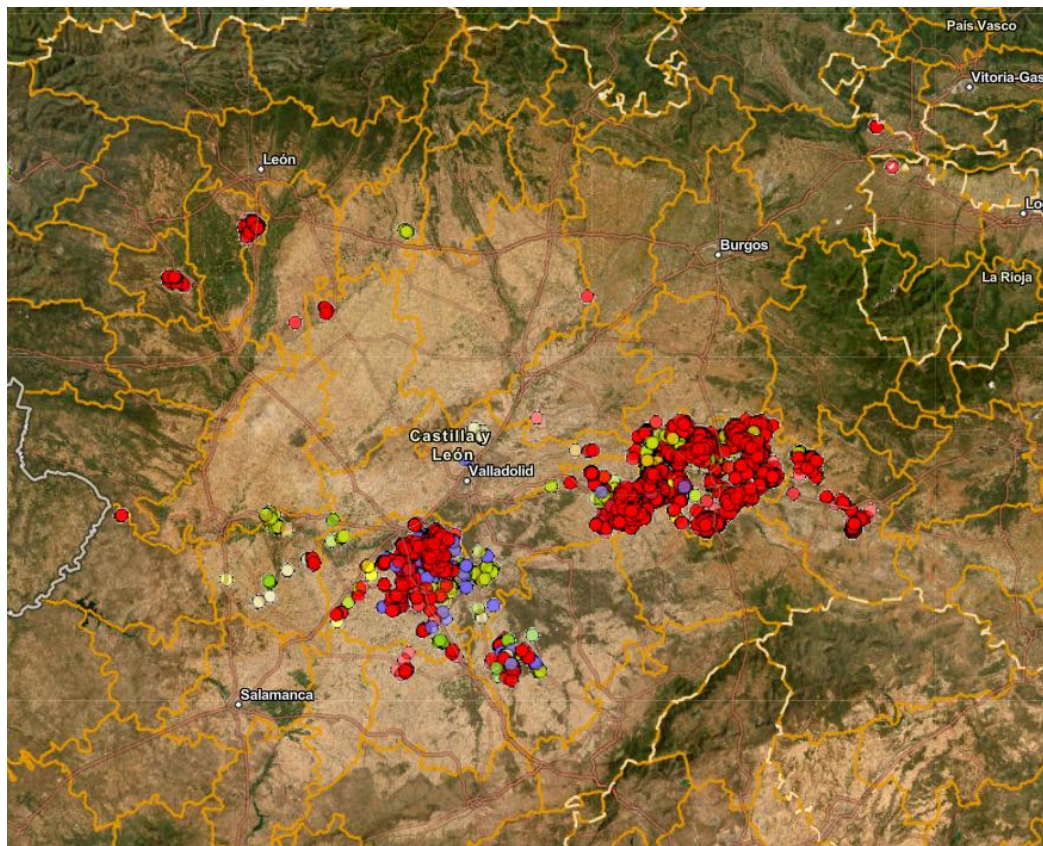 País Vasco
Vitoria-Gas
León
Lo
Burgos
La Rioja
Castilla y
León
Valladolid
Salamanca